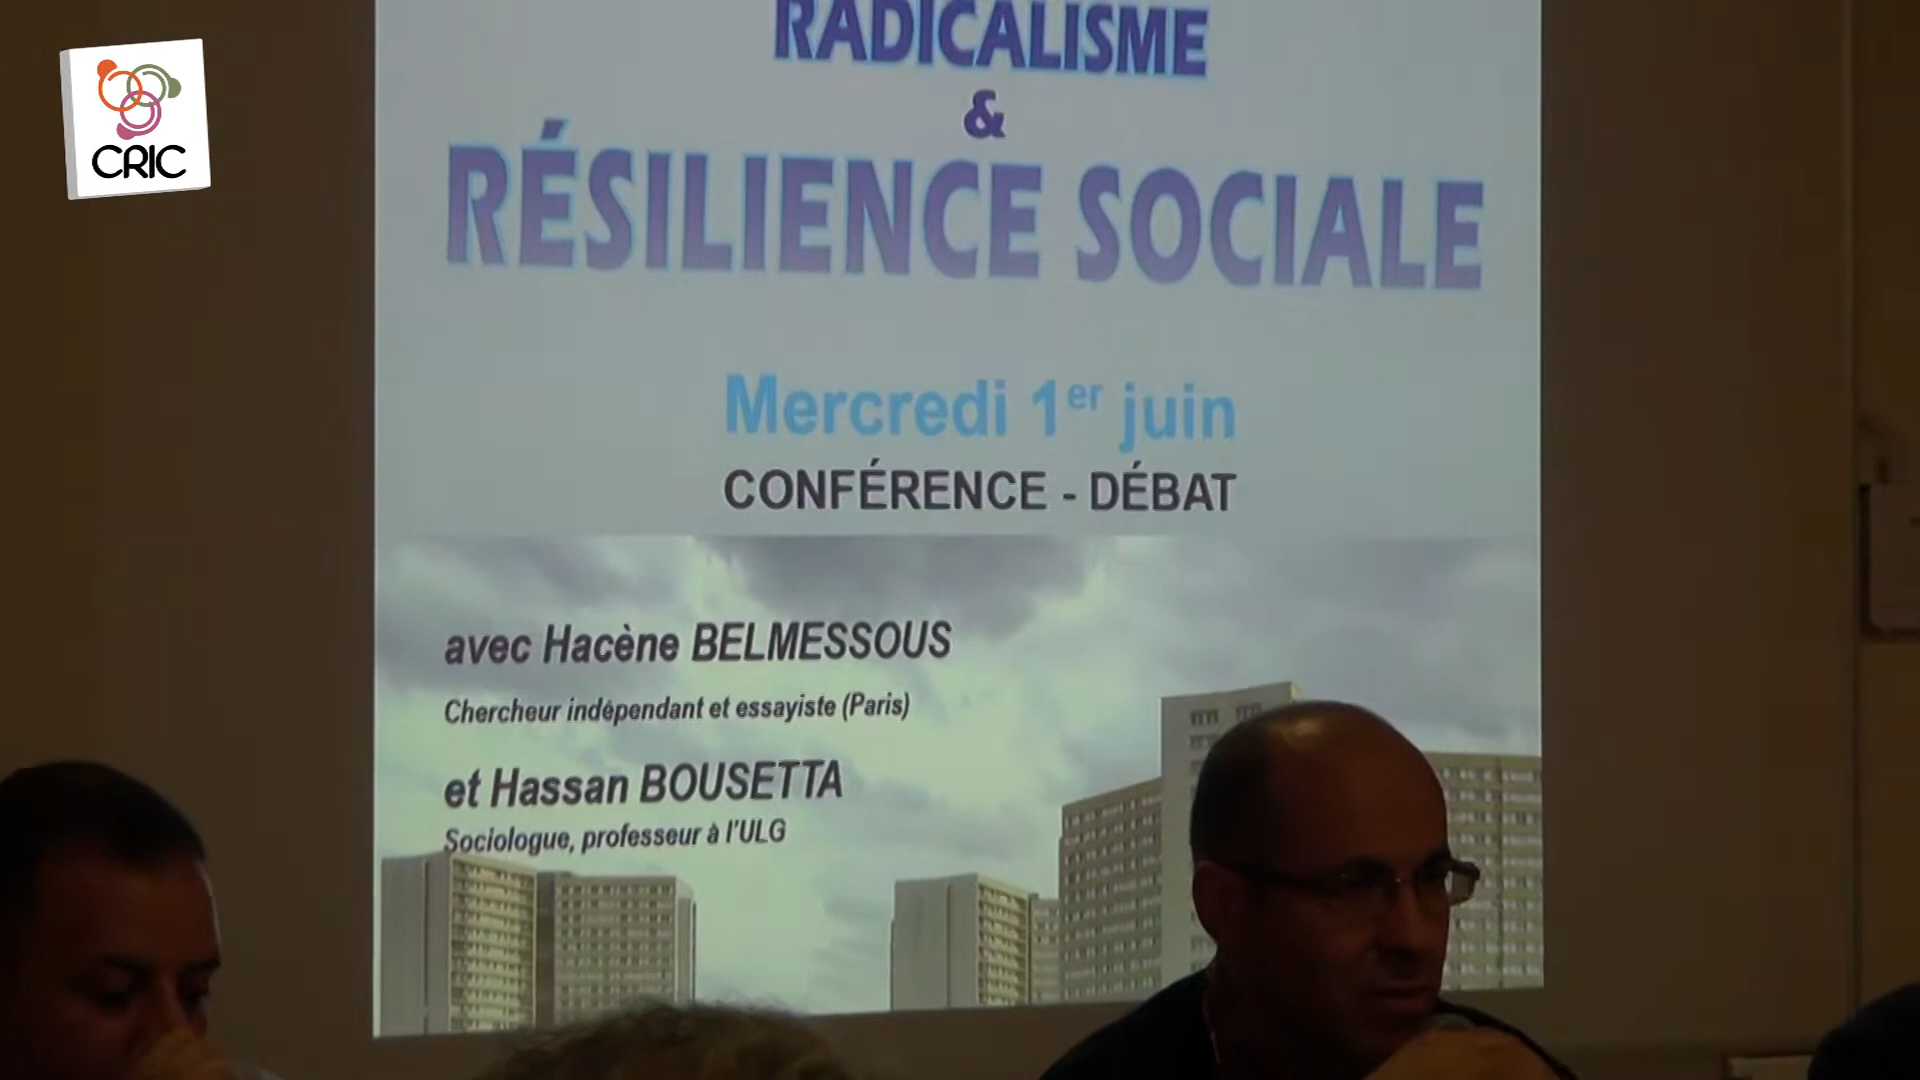 CRIC
RADICALISME
&
RÉSILIENCE SOCIALE
Mercredi 1er juin
CONFÉRENCE - DÉBAT
avec Hacène BELMESSOUS
Chercheur indépendant et essayiste (Paris)
et Hassan BOUSETTA
Sociologue, professeur à l'ULG